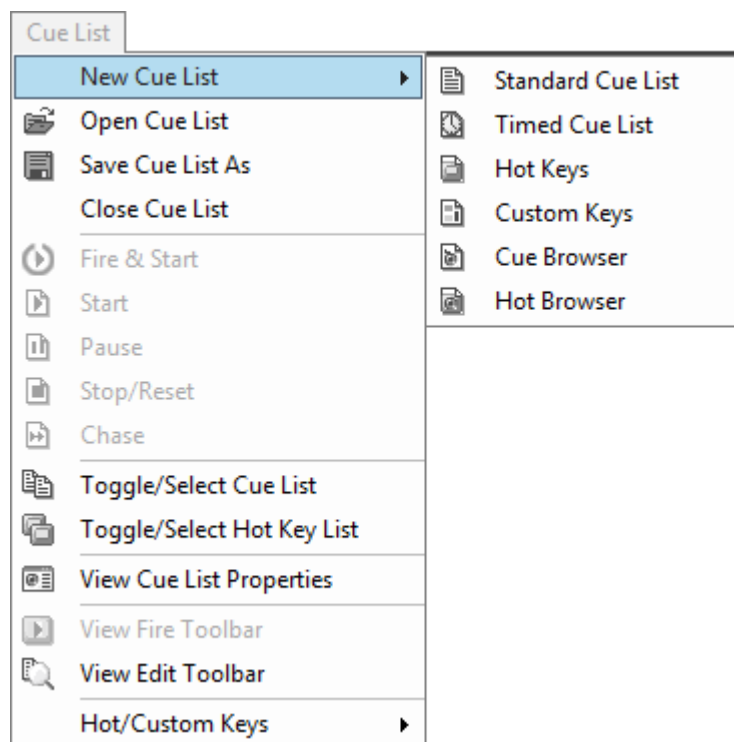 Cue List
New Cue List
Open Cue List
Save Cue List As
Close Cue List
Fire & Start
Start
Pause
Stop/Reset
Chase
Toggle/Select Cue List
Toggle/Select Hot Key List
View Cue List Properties
View Fire Toolbar
View Edit Toolbar
Hot/Custom Keys
Standard Cue List
Timed Cue List
Hot Keys
Custom Keys
Cue Browser
Hot Browser